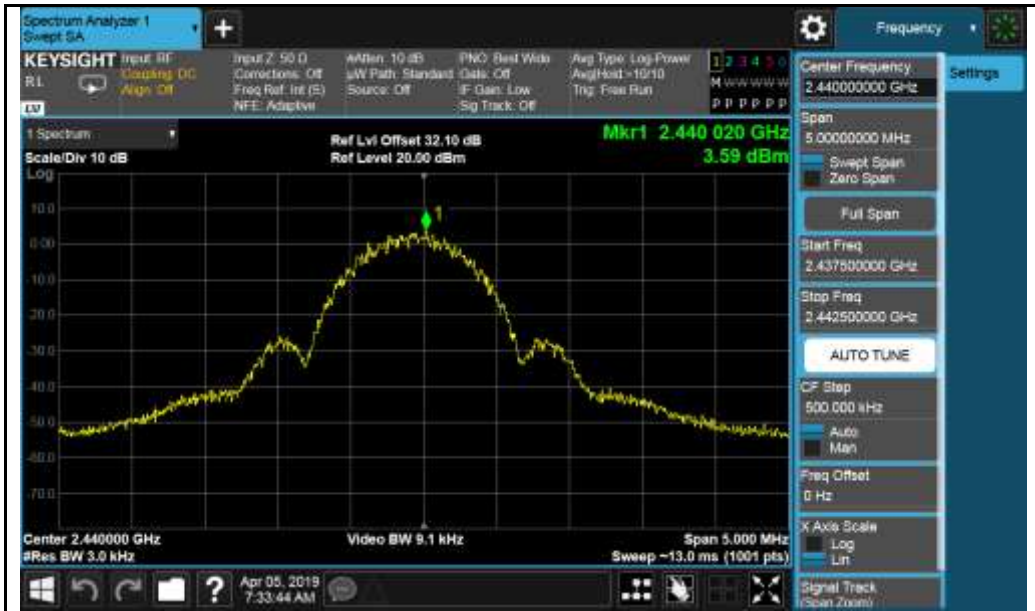 Spectrum Analyzer 1
Swept SA
+
Frequency
KEYSIGHT
RL
Input: RF
Coupling: DC
Align: Off
Input Z: 50 Ω
Corrections: Off
Freq Ref: Int (S)
NFE: Adaptive
#Atten: 10 dB
µW Path: Standard
Source: Off
PNO: Best Wide
Gate: Off
IF Gain: Low
Sig Track: Off
Avg Type: Log-Power
Avg|Hold:>10/10
Trig: Free Run
1 2 3 4 5 6
M W W W W W
P P P P P P
1 Spectrum
Scale/Div 10 dB
Log
Ref Lvl Offset 32.10 dB
Ref Level 20.00 dBm
Mkr1 2.440 020 GHz
3.59 dBm
1
10.0
0.00
-10.0
-20.0
-30.0
-40.0
-50.0
-60.0
-70.0
Center 2.440000 GHz
#Res BW 3.0 kHz
Video BW 9.1 kHz
Span 5.000 MHz
Sweep ~13.0 ms (1001 pts)
Center Frequency
2.440000000 GHz
Span
5.00000000 MHz
Swept Span
Zero Span
Full Span
Start Freq
2.437500000 GHz
Stop Freq
2.442500000 GHz
AUTO TUNE
CF Step
500.000 kHz
Auto
Man
Freq Offset
0 Hz
X Axis Scale
Log
Lin
Signal Track
(Span Zoom)
Settings
?
Apr 05, 2019
7:33:44 AM